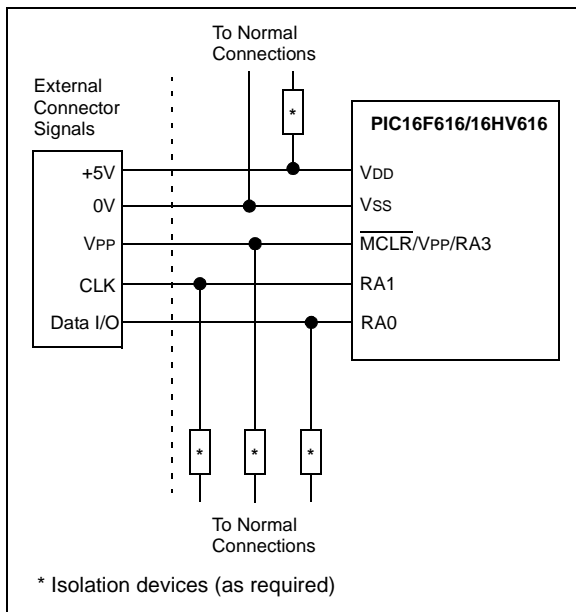 To Normal
Connections
External
Connector
Signals
*
PIC16F616/16HV616
+5V
VDD
0V
VSS
VPP
MCLR/VPP/RA3
CLK
RA1
Data I/O
RA0
* * *
To Normal
Connections
* Isolation devices (as required)